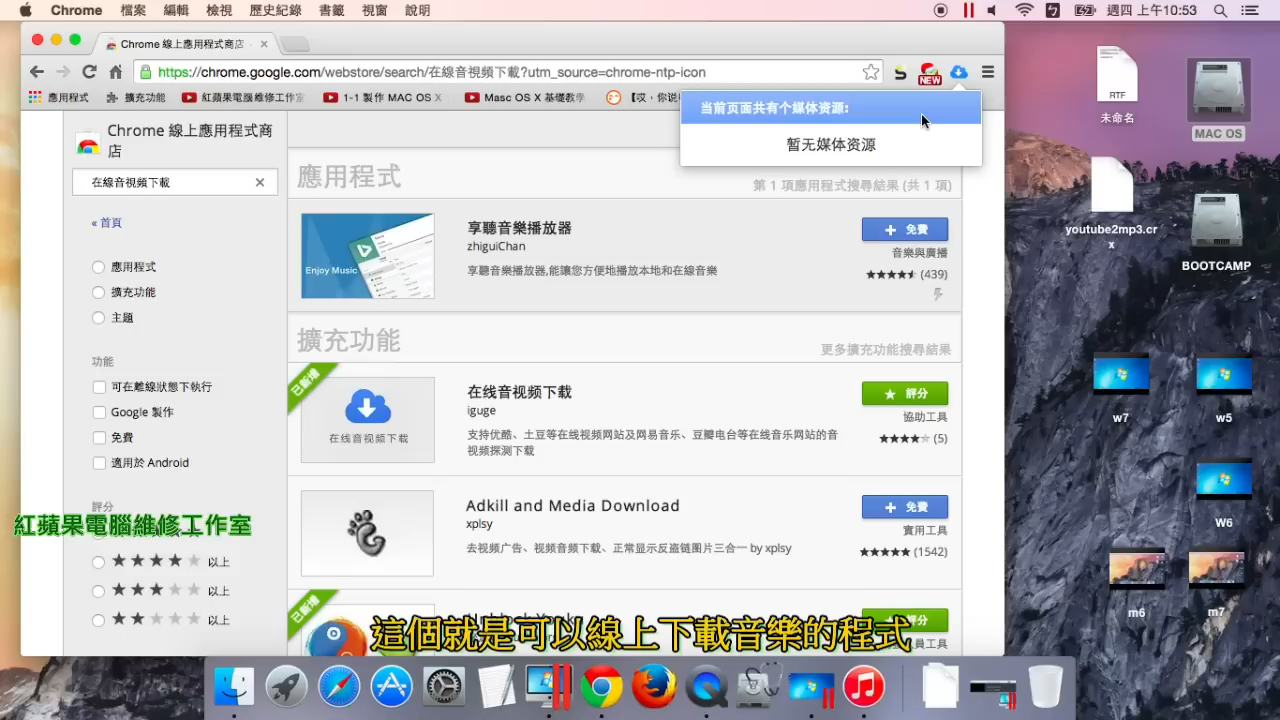 Chrome 檔案 編輯 檢視 歷史紀錄 書籤 視窗 說明
週四 上午10:53
Chrome 線上應用程式商店
https://chrome.google.com/webstore/search/在線音視頻下載?utm_source=chrome-ntp-icon
NEW
應用程式 擴充功能 紅蘋果電腦維修工作室 1-1 製作 MAC OS X Masc OS X 基礎教學 【哎，你说
当前页面共有个媒体资源:
暂无媒体资源
Chrome 線上應用程式商
店
在線音視頻下載
« 首頁
應用程式
擴充功能
主題
功能
可在離線狀態下執行
Google 製作
免費
適用於 Android
評分
紅蘋果電腦維修工作室
以上
以上
以上
應用程式
第 1 項應用程式搜尋結果 (共 1 項)
Enjoy Music
享聽音樂播放器
zhiguiChan
享聽音樂播放器,能讓您方便地播放本地和在線音樂
免費
音樂與廣播
(439)
擴充功能
更多擴充功能搜尋結果
已新增
在线音视频下载
在线音视频下载
iguge
支持优酷、土豆等在线视频网站及网易音乐、豆瓣电台等在线音乐网站的音
视频探测下载
評分
協助工具
(5)
Adkill and Media Download
xplsy
去视频广告、视频音频下载、正常显示反盗链图片三合一 by xplsy
免費
實用工具
(1542)
已新增
評分
這個就是可以線上下載音樂的程式
RTF
未命名
MAC OS
youtube2mp3.cr
x
BOOTCAMP
w7
w5
W6
m6
m7